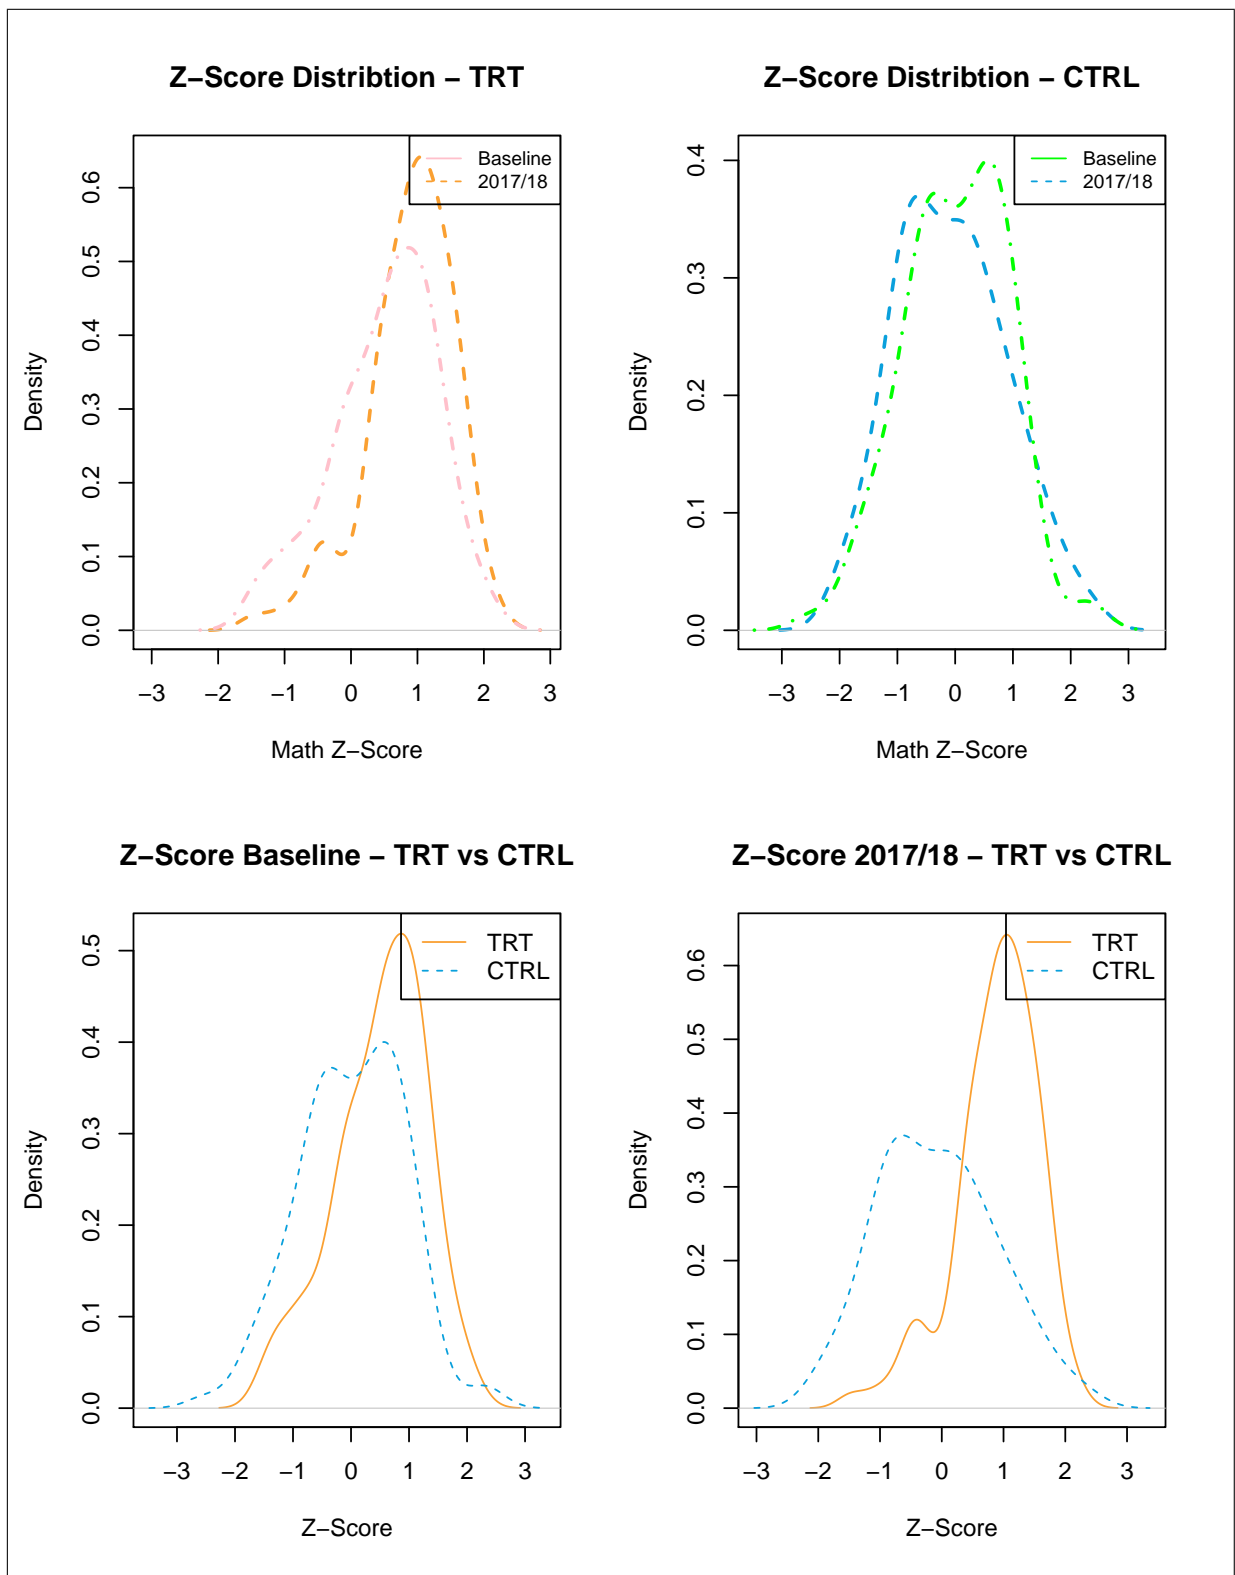 Z−Score Distribtion − TRT
Baseline
2017/18
Density
0.0 0.1 0.2 0.3 0.4 0.5 0.6
−3 −2 −1 0 1 2 3
Math Z−Score
Z−Score Distribtion − CTRL
Baseline
2017/18
Density
0.0 0.1 0.2 0.3 0.4
−3 −2 −1 0 1 2 3
Math Z−Score
Z−Score Baseline − TRT vs CTRL
TRT
CTRL
Density
0.0 0.1 0.2 0.3 0.4 0.5
−3 −2 −1 0 1 2 3
Z−Score
Z−Score 2017/18 − TRT vs CTRL
TRT
CTRL
Density
0.0 0.1 0.2 0.3 0.4 0.5 0.6
−3 −2 −1 0 1 2 3
Z−Score